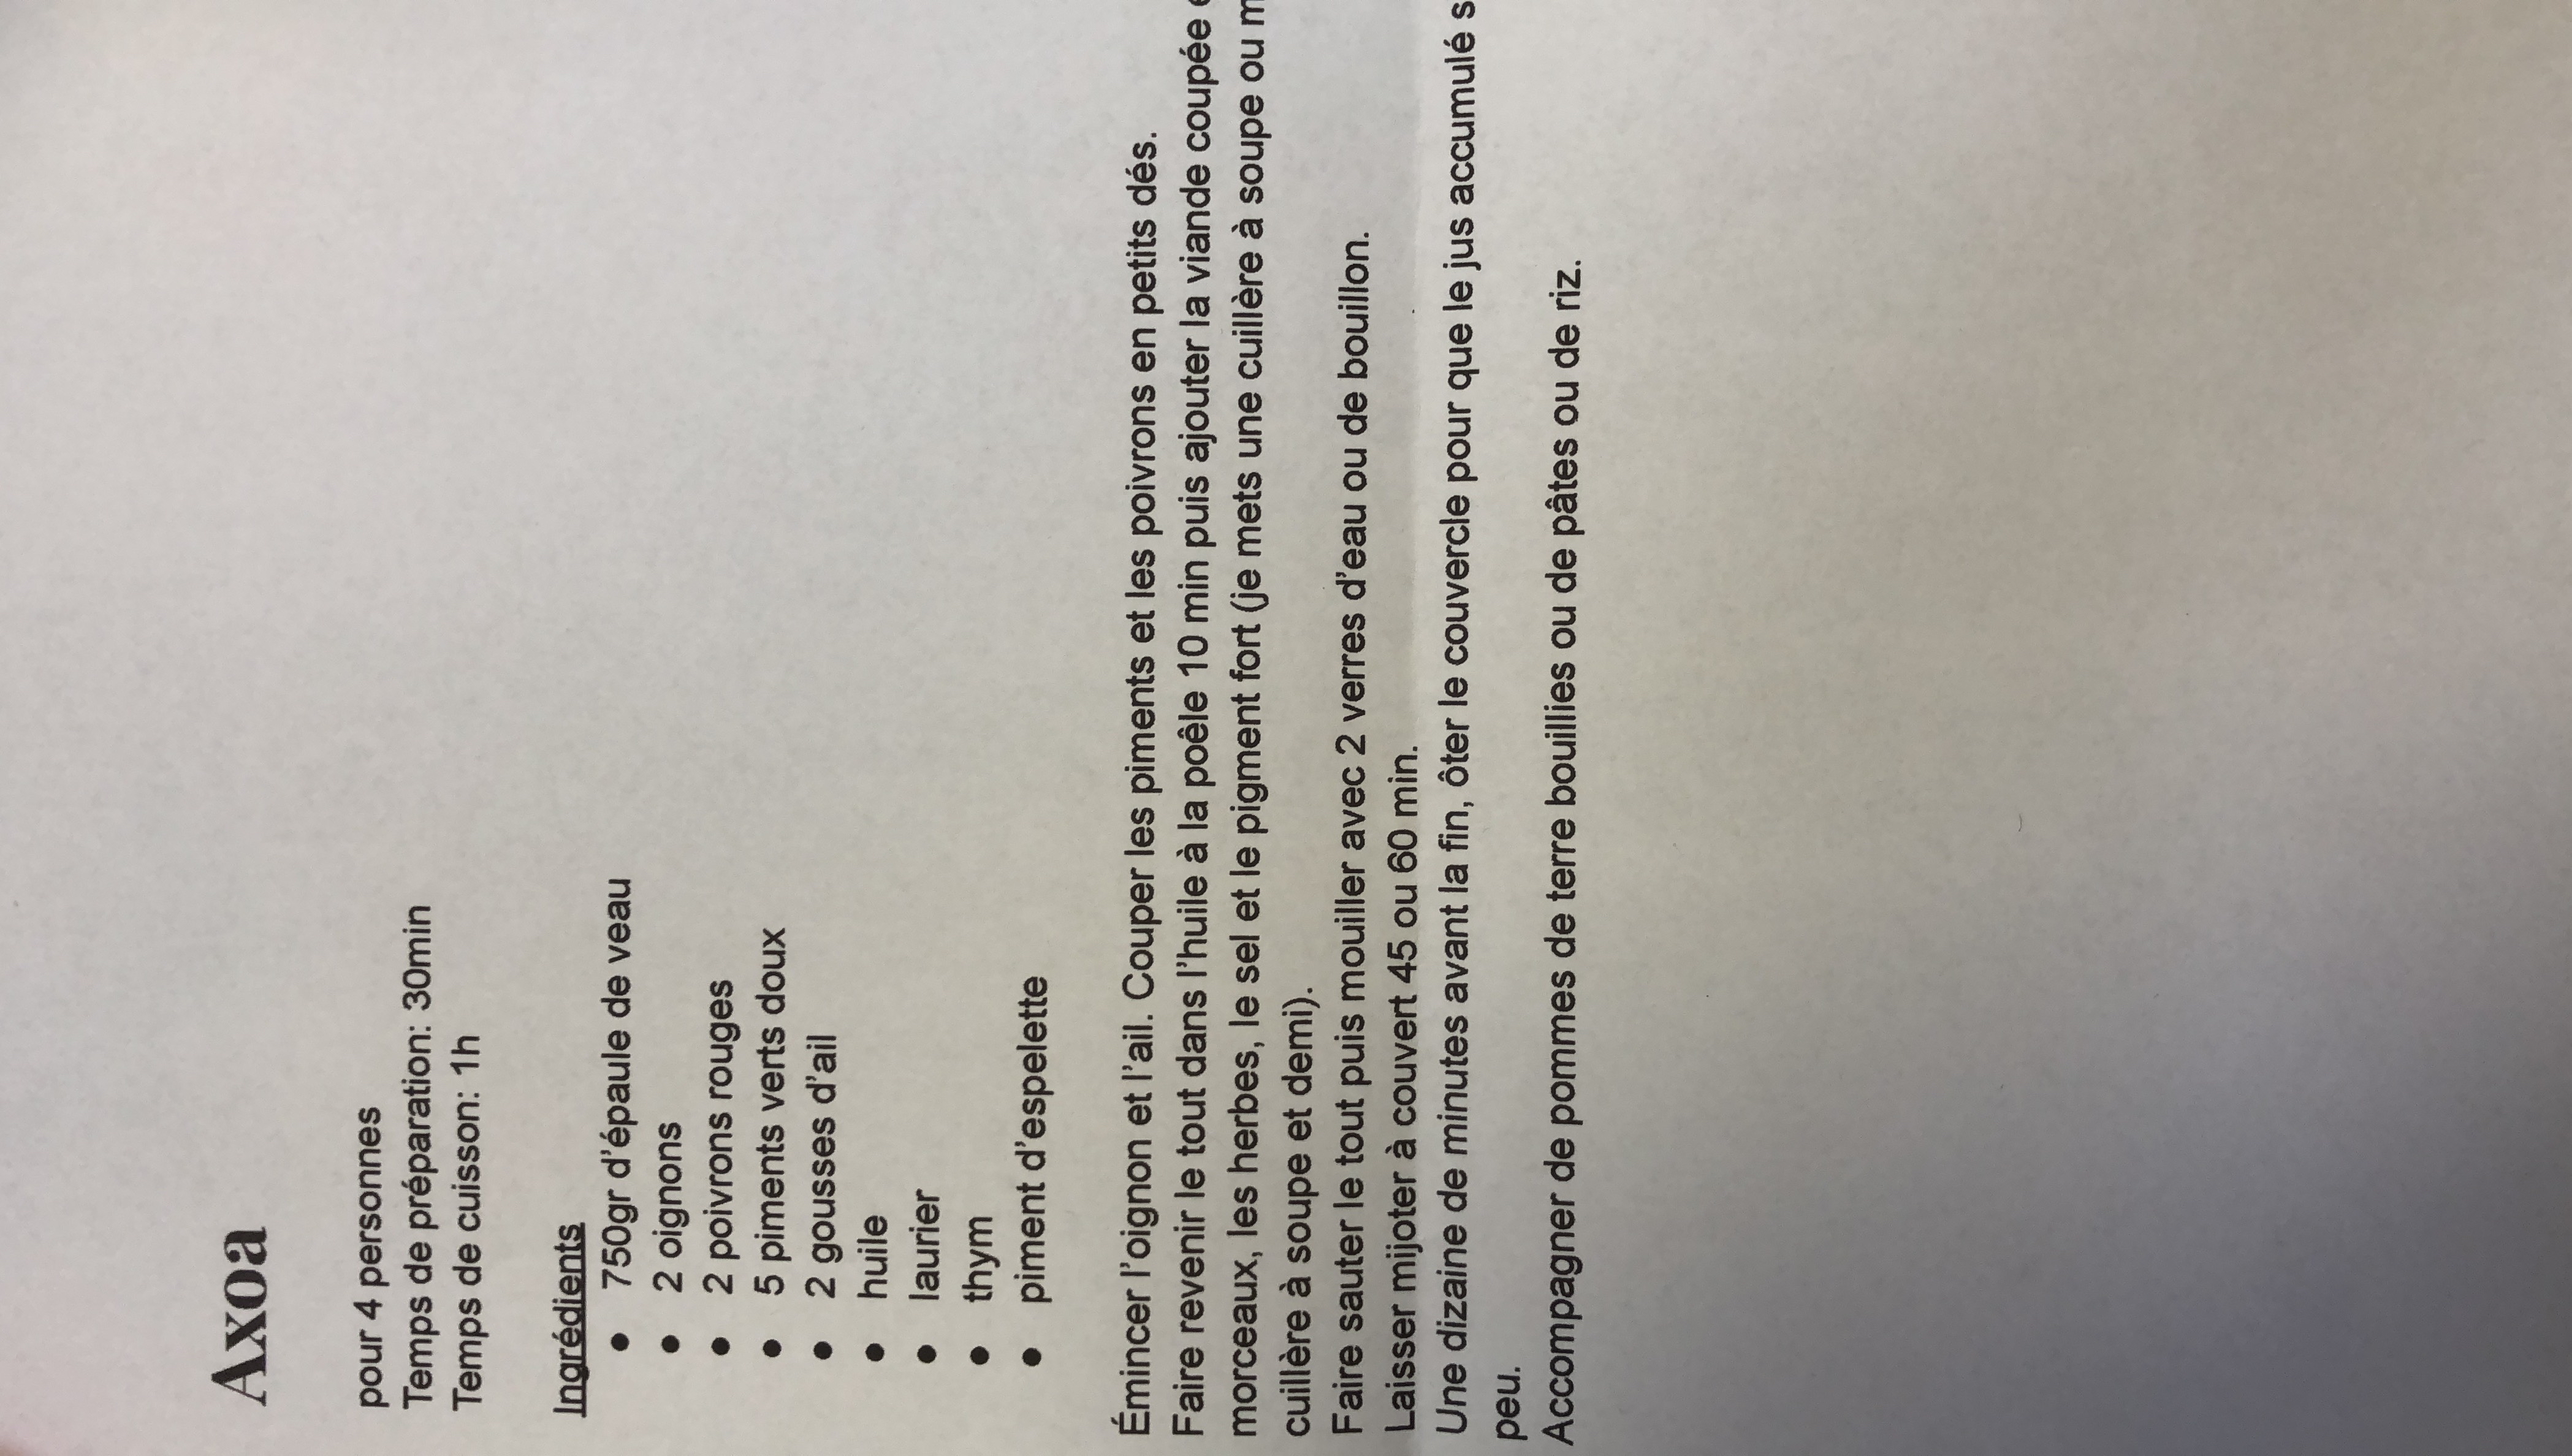 Axoa
pour 4 personnes
Temps de préparation: 30min
Temps de cuisson: 1h
Ingrédients
● 750gr d'épaule de veau
● 2 oignons
● 2 poivrons rouges
● 5 piments verts doux
● 2 gousses d'ail
● huile
● laurier
● thym
● piment d'espelette
Émincer l'oignon et l'ail. Couper les piments et les poivrons en petits dés.
Faire revenir le tout dans l'huile à la poêle 10 min puis ajouter la viande coupée
morceaux, les herbes, le sel et le pigment fort (je mets une cuillère à soupe ou
cuillère à soupe et demi).
Faire sauter le tout puis mouiller avec 2 verres d'eau ou de bouillon.
Laisser mijoter à couvert 45 ou 60 min.
Une dizaine de minutes avant la fin, ôter le couvercle pour que le jus accumulé
peu.
Accompagner de pommes de terre bouillies ou de pâtes ou de riz.